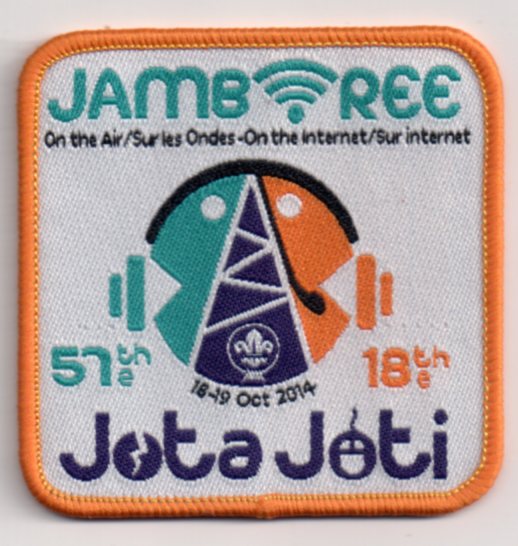 JAMBOREE
On the Air/Sur les Ondes-On the Internet/Sur internet
57th e 18th e
18-19 Oct 2014
Jota Joti